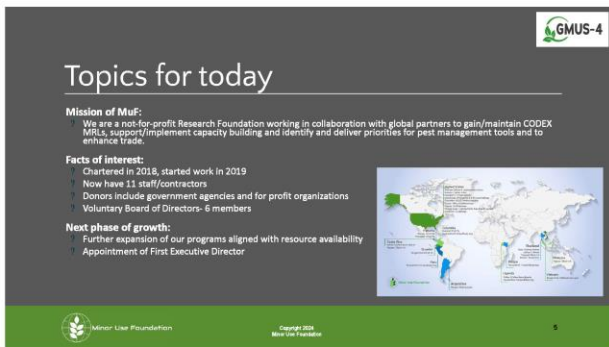 GMUS-4
Topics for today
Mission of MuF:
? We are a not-for-profit Research Foundation working in collaboration with global partners to gain/maintain CODEX
MRLs, support/implement capacity building and identify and deliver priorities for pest management tools and to
enhance trade.
Facts of interest:
? Chartered in 2018, started work in 2019
? Now have 11 staff/contractors
? Donors include government agencies and for profit organizations
? Voluntary Board of Directors- 6 members
Next phase of growth:
? Further expansion of our programs aligned with resource availability
? Appointment of First Executive Director
Costa Rica
Minor Use Foundation
Minor Use Foundation
Copyright 2024
Minor Use Foundation
5